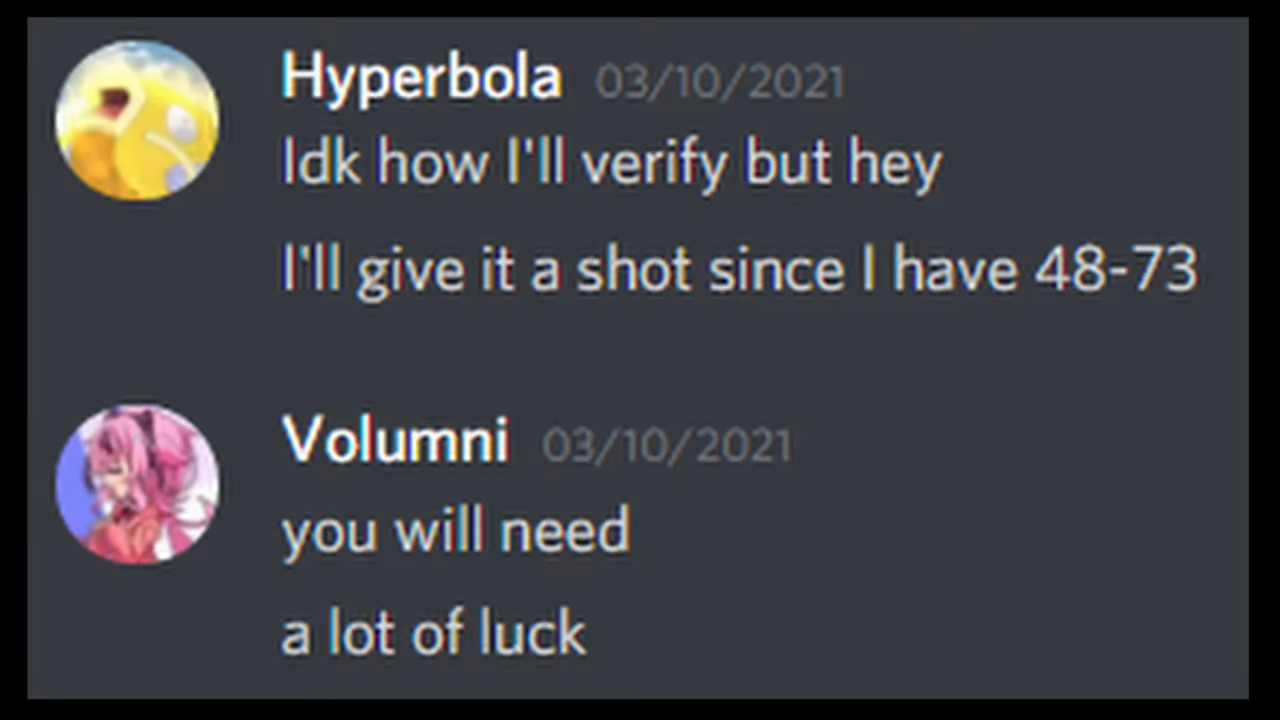 Hyperbola 03/10/2021
Idk how I'll verify but hey
I'll give it a shot since I have 48-73
Volumni 03/10/2021
you will need
a lot of luck